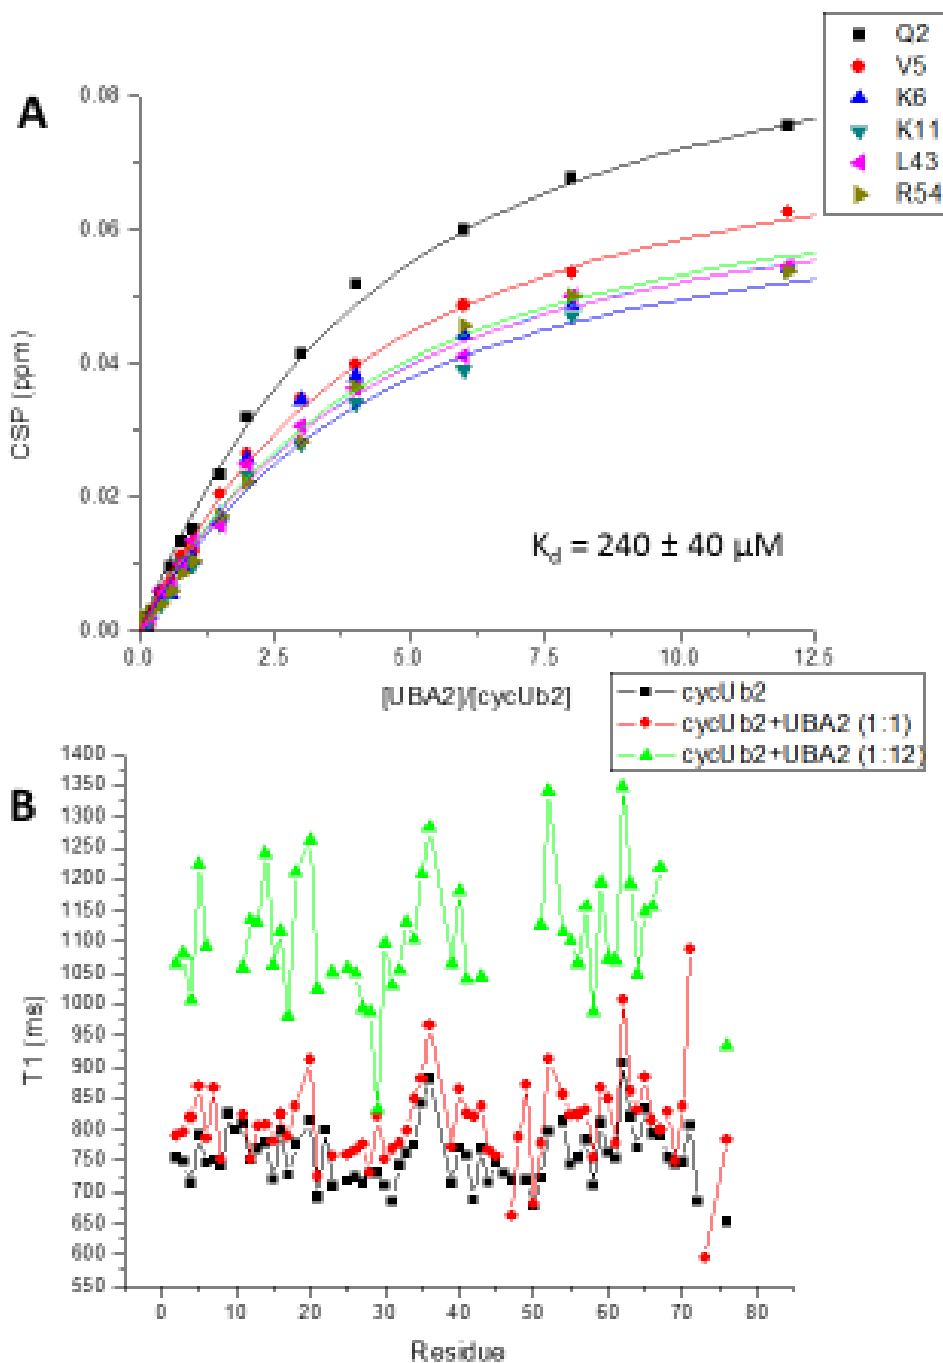 Q2
V5
K6
K11
L43
R54
A
0.08
0.06
0.04
0.02
0.00
CSP (ppm)
K_d = 240 ± 40 μM
0.0 2.5 5.0 7.5 10.0 12.5
[UBA2]/[cycUb2]
cycUb2
cycUb2+UBA2 (1:1)
cycUb2+UBA2 (1:12)
B
1400
1350
1300
1250
1200
1150
1100
1050
1000
950
900
850
800
750
700
650
600
550
T1 [ms]
0 10 20 30 40 50 60 70 80
Residue